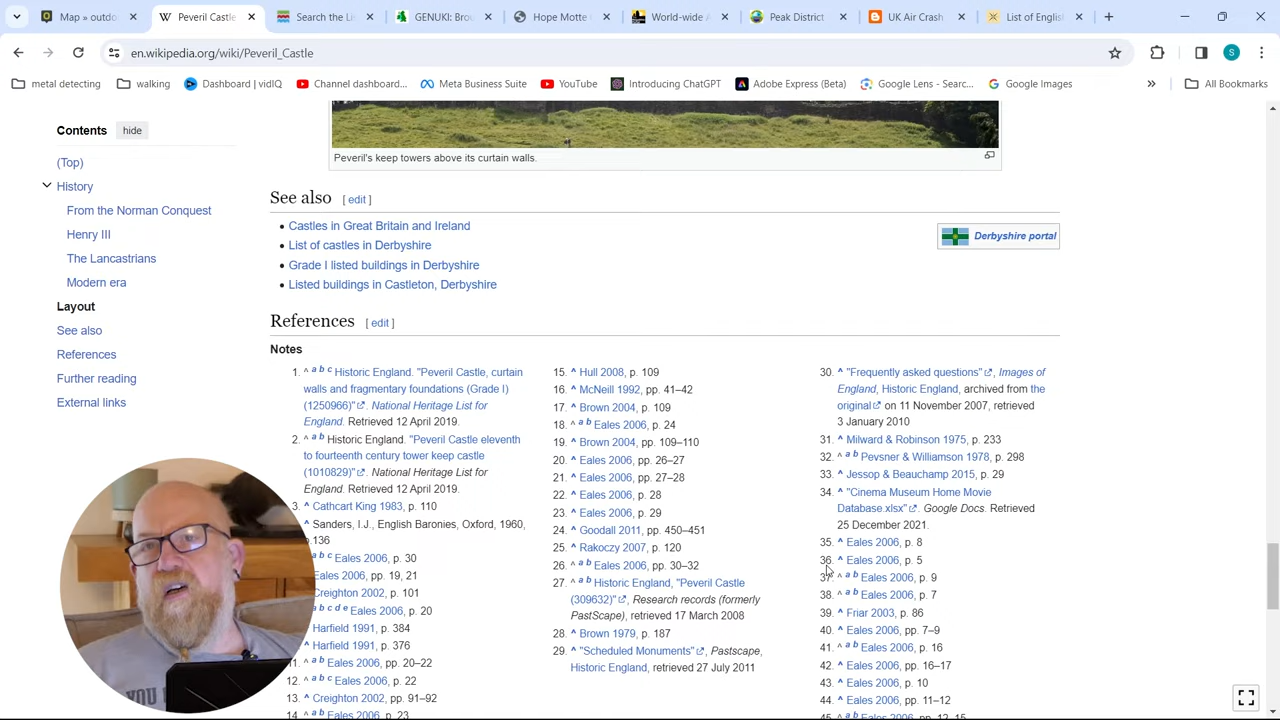 Map » outdo
Peveril Castle
Search the Li
GENUKI: Bro
Hope Motte
World-wide
Peak District
UK Air Crash
List of English
en.wikipedia.org/wiki/Peveril_Castle
S
metal detecting
walking
Dashboard | vidIQ
Channel dashboard...
Meta Business Suite
YouTube
Introducing ChatGPT
Adobe Express (Beta)
Google Lens - Searc...
Google Images
»
All Bookmarks
Contents hide
(Top)
History
From the Norman Conquest
Henry III
The Lancastrians
Modern era
Layout
See also
References
Further reading
External links
Peveril's keep towers above its curtain walls.
See also [ edit ]
• Castles in Great Britain and Ireland
• List of castles in Derbyshire
• Grade I listed buildings in Derbyshire
• Listed buildings in Castleton, Derbyshire
Derbyshire portal
References [ edit ]
Notes
1. ^ a b c Historic England. "Peveril Castle, curtain
walls and fragmentary foundations (Grade I)
(1250966)". National Heritage List for
England. Retrieved 12 April 2019.
2. ^ a b Historic England. "Peveril Castle eleventh
to fourteenth century tower keep castle
(1010829)". National Heritage List for
England. Retrieved 12 April 2019.
3. ^ Cathcart King 1983, p. 110
^ Sanders, I.J., English Baronies, Oxford, 1960,
p.136
a b c Eales 2006, p. 30
Eales 2006, pp. 19, 21
Creighton 2002, p. 101
a b c d e Eales 2006, p. 20
Harfield 1991, p. 384
^ Harfield 1991, p. 376
11. ^ a b Eales 2006, pp. 20–22
12. ^ a b c Eales 2006, p. 22
13. ^ Creighton 2002, pp. 91–92
14. ^ a b Eales 2006, p. 23
15. ^ Hull 2008, p. 109
16. ^ McNeill 1992, pp. 41–42
17. ^ Brown 2004, p. 109
18. ^ a b Eales 2006, p. 24
19. ^ Brown 2004, pp. 109–110
20. ^ Eales 2006, pp. 26–27
21. ^ Eales 2006, pp. 27–28
22. ^ Eales 2006, p. 28
23. ^ Eales 2006, p. 29
24. ^ Goodall 2011, pp. 450–451
25. ^ Rakoczy 2007, p. 120
26. ^ a b Eales 2006, pp. 30–32
27. ^ a b Historic England, "Peveril Castle
(309632)", Research records (formerly
PastScape), retrieved 17 March 2008
28. ^ Brown 1979, p. 187
29. ^ "Scheduled Monuments", Pastscape,
Historic England, retrieved 27 July 2011
30. ^ "Frequently asked questions", Images of
England, Historic England, archived from the
original on 11 November 2007, retrieved
3 January 2010
31. ^ Milward & Robinson 1975, p. 233
32. ^ a b Pevsner & Williamson 1978, p. 298
33. ^ Jessop & Beauchamp 2015, p. 29
34. ^ "Cinema Museum Home Movie
Database.xlsx". Google Docs. Retrieved
25 December 2021.
35. ^ Eales 2006, p. 8
36. ^ Eales 2006, p. 5
37. ^ a b Eales 2006, p. 9
38. ^ a b Eales 2006, p. 7
39. ^ Friar 2003, p. 86
40. ^ Eales 2006, pp. 7–9
41. ^ a b Eales 2006, p. 16
42. ^ Eales 2006, pp. 16–17
43. ^ Eales 2006, p. 10
44. ^ Eales 2006, pp. 11–12
45. ^ a b Eales 2006, pp. 12, 15
YOU